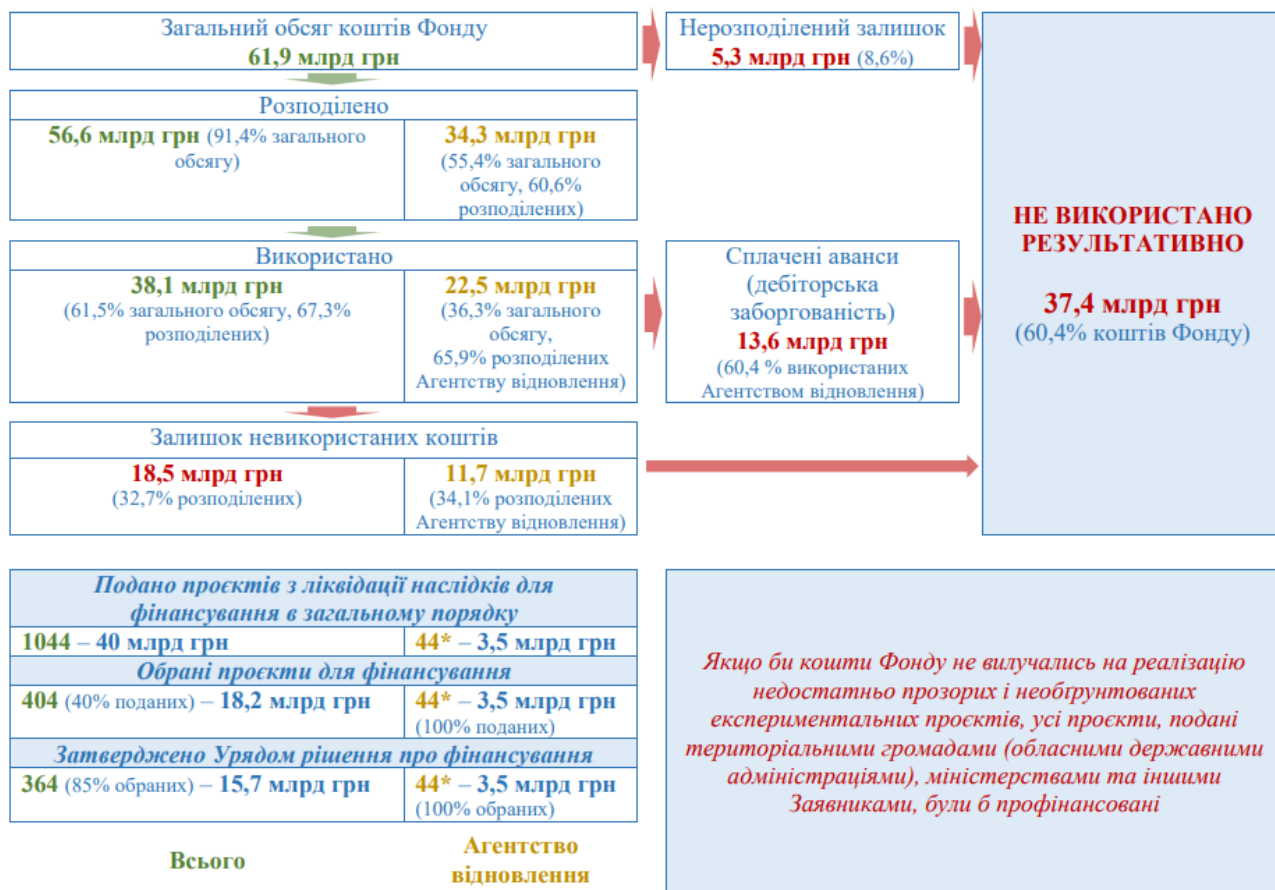 Загальний обсяг коштів Фонду
61,9 млрд грн
Нерозподілений залишок
5,3 млрд грн (8,6%)
Розподілено
56,6 млрд грн (91,4% загального
обсягу)
34,3 млрд грн
(55,4% загального
обсягу, 60,6%
розподілених)
Використано
38,1 млрд грн
(61,5% загального обсягу, 67,3%
розподілених)
22,5 млрд грн
(36,3% загального
обсягу,
65,9% розподілених
Агентству відновлення)
Сплачені аванси
(дебіторська
заборгованість)
13,6 млрд грн
(60,4 % використаних
Агентством відновлення)
НЕ ВИКОРИСТАНО
РЕЗУЛЬТАТИВНО
37,4 млрд грн
(60,4% коштів Фонду)
Залишок невикористаних коштів
18,5 млрд грн
(32,7% розподілених)
11,7 млрд грн
(34,1% розподілених
Агентству відновлення)
Подано проєктів з ліквідації наслідків для
фінансування в загальному порядку
1044 – 40 млрд грн
44* – 3,5 млрд грн
Обрані проєкти для фінансування
404 (40% поданих) – 18,2 млрд грн
44* – 3,5 млрд грн
(100% поданих)
Затверджено Урядом рішення про фінансування
364 (85% обраних) – 15,7 млрд грн
44* – 3,5 млрд грн
(100% обраних)
Всього
Агентство
відновлення
Якщо би кошти Фонду не вилучались на реалізацію
недостатньо прозорих і необґрунтованих
експериментальних проєктів, усі проєкти, подані
територіальними громадами (обласними державними
адміністраціями), міністерствами та іншими
Заявниками, були б профінансовані